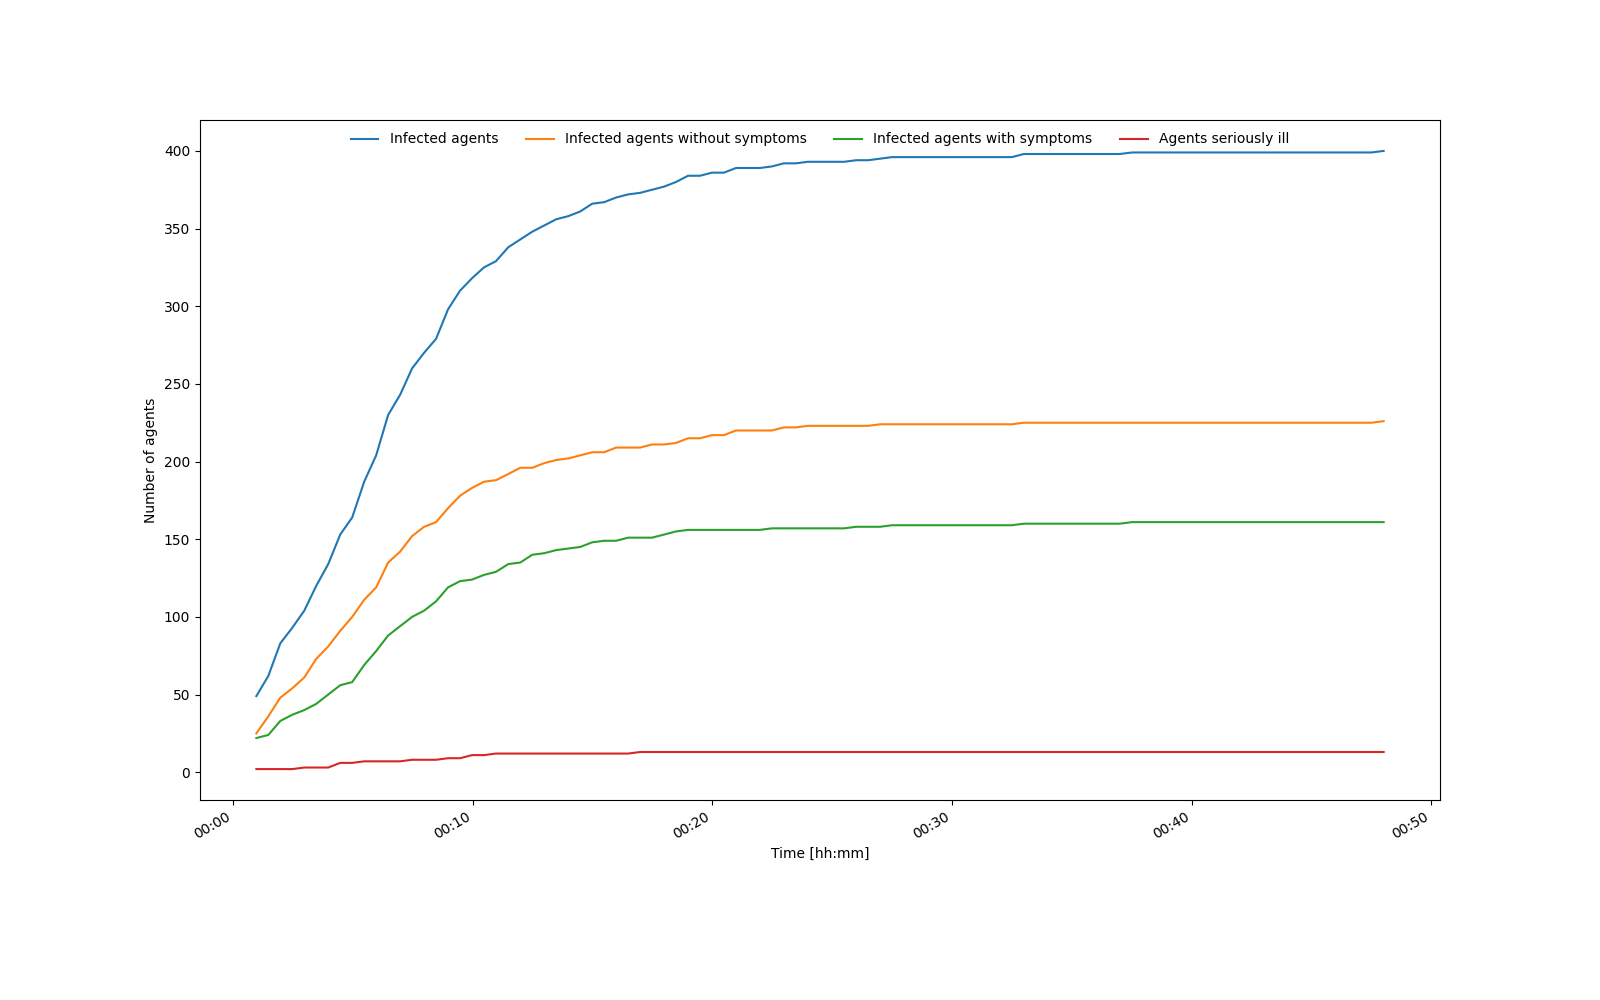 Infected agents Infected agents without symptoms Infected agents with symptoms Agents seriously ill
400
350
300
250
200
150
100
50
0
Number of agents
00:00 00:10 00:20 00:30 00:40 00:50
Time [hh:mm]